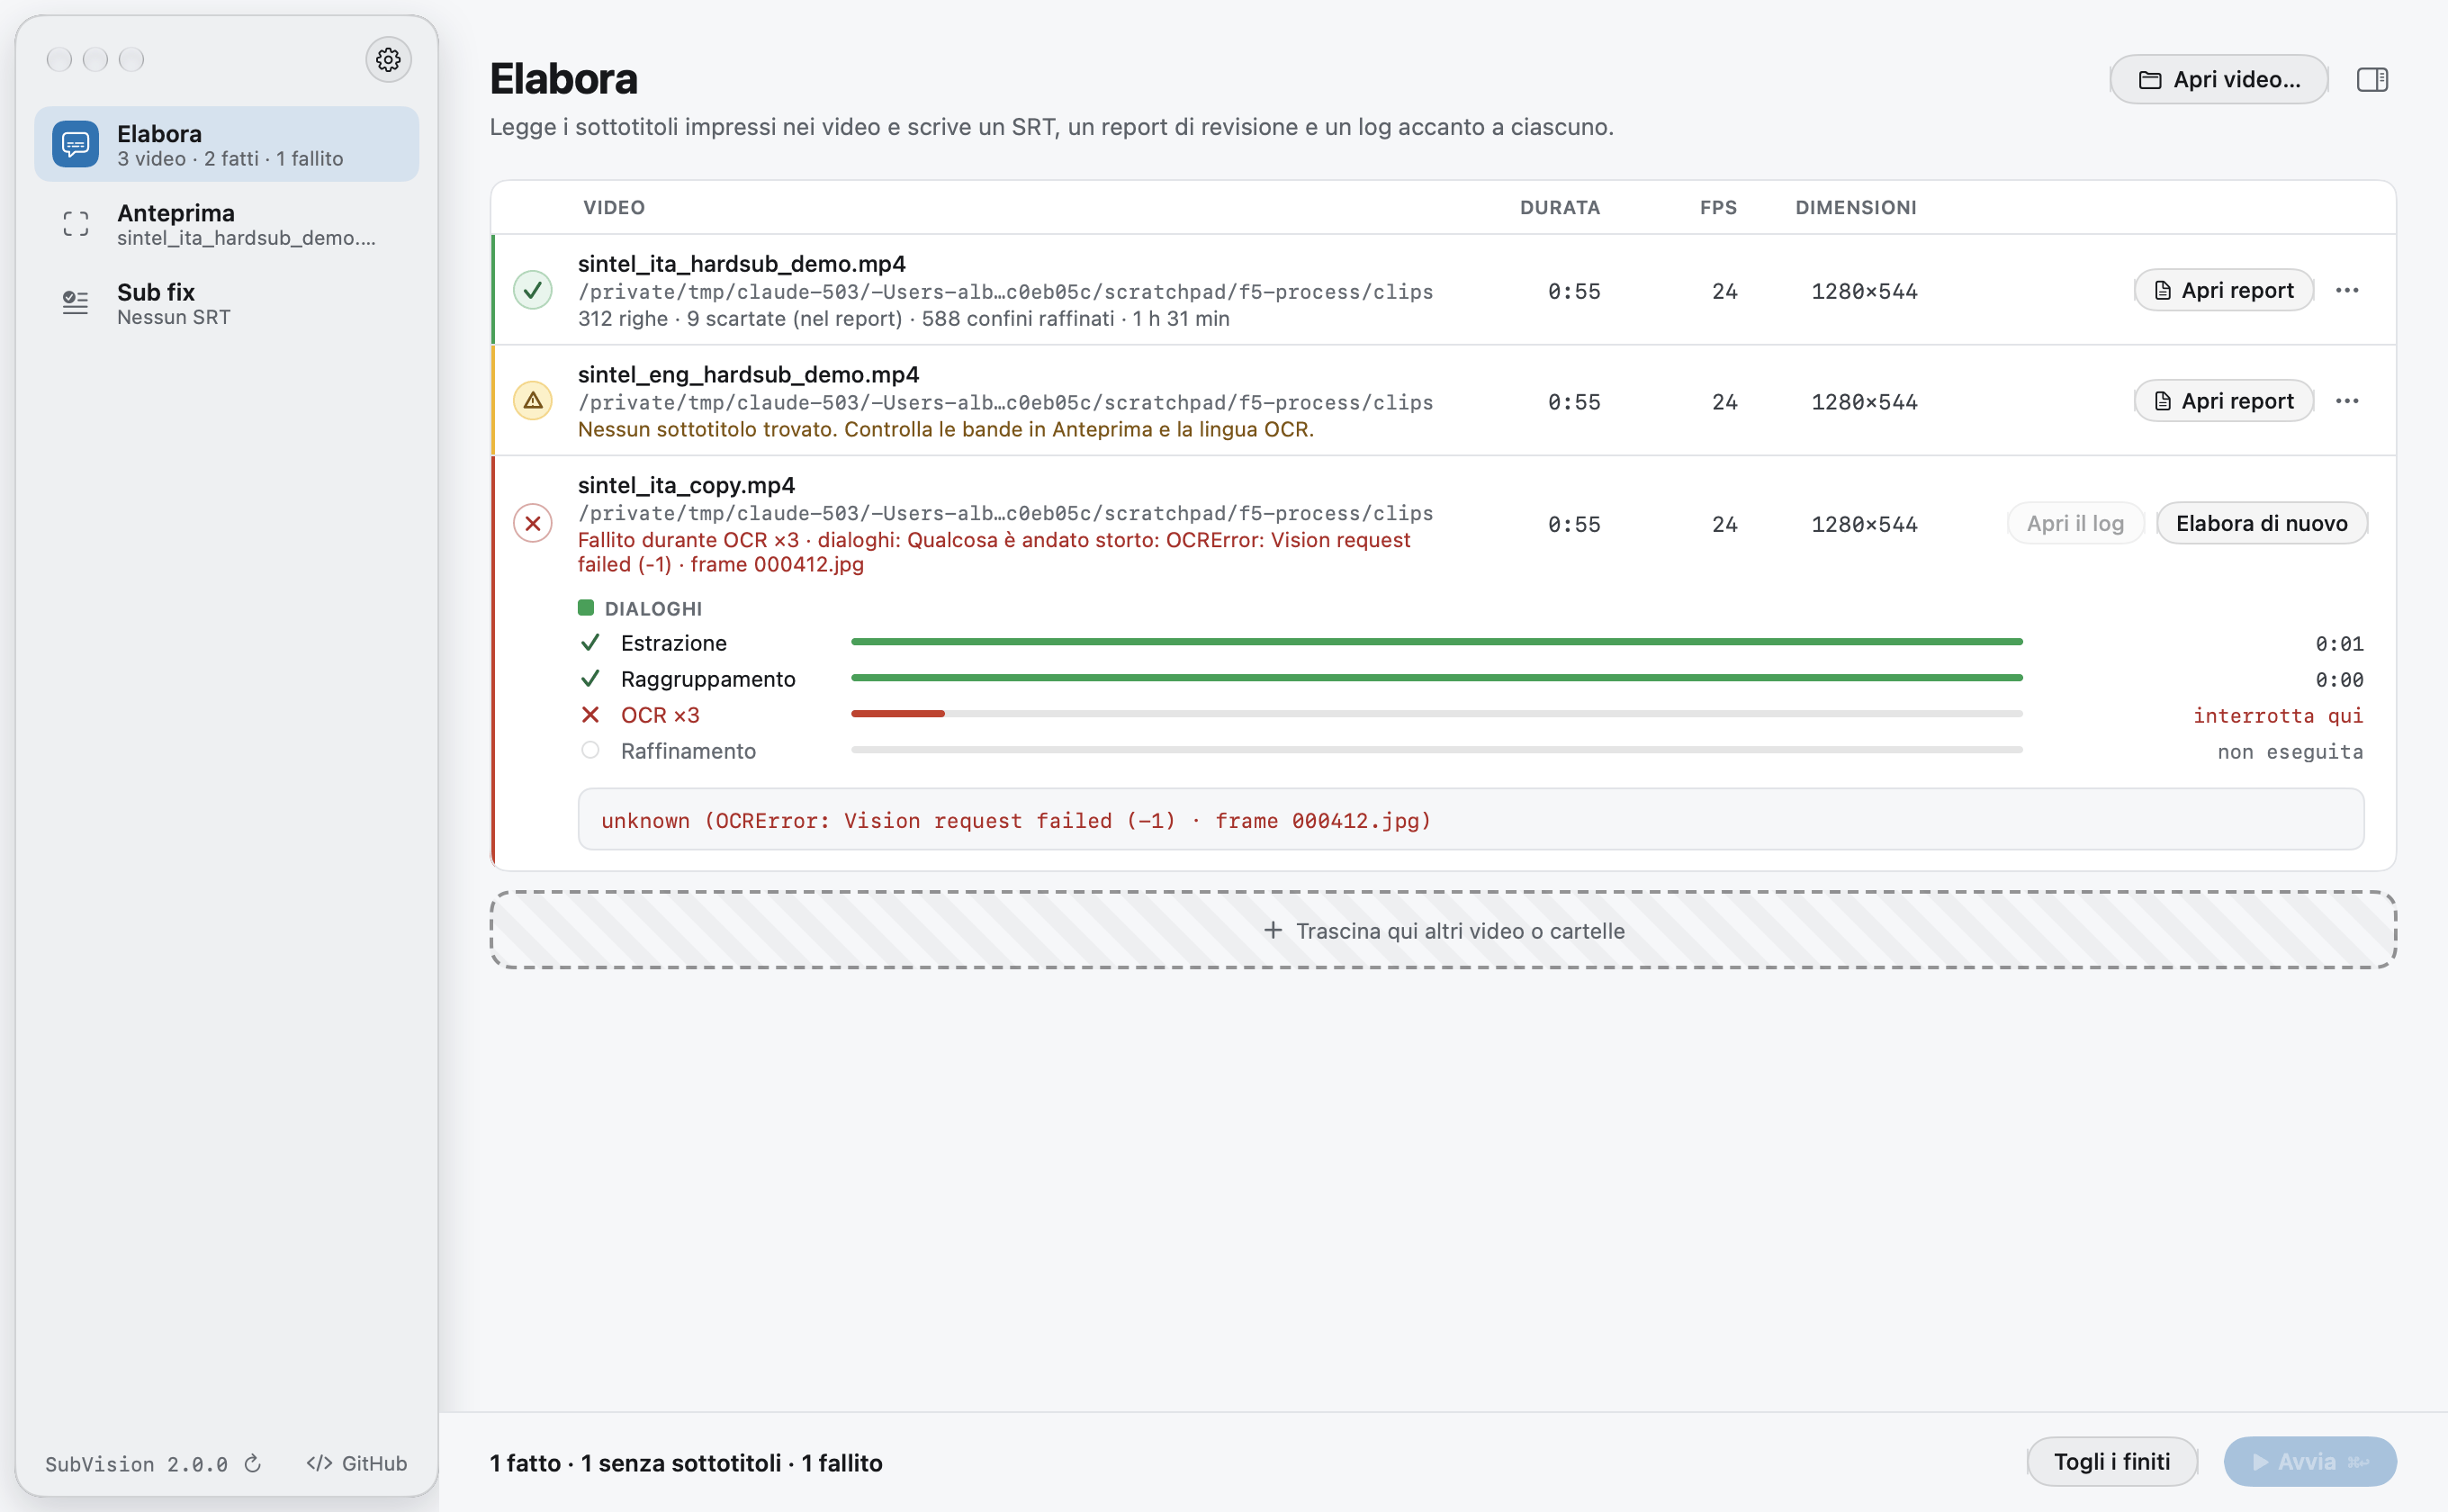 Elabora
3 video · 2 fatti · 1 fallito
Anteprima
sintel_ita_hardsub_demo....
Sub fix
Nessun SRT
SubVision 2.0.0
GitHub
Elabora
Apri video...
Legge i sottotitoli impressi nei video e scrive un SRT, un report di revisione e un log accanto a ciascuno.
VIDEO DURATA FPS DIMENSIONI
sintel_ita_hardsub_demo.mp4
/private/tmp/claude-503/-Users-alb…c0eb05c/scratchpad/f5-process/clips
312 righe · 9 scartate (nel report) · 588 confini raffinati · 1 h 31 min
0:55 24 1280×544 Apri report
sintel_eng_hardsub_demo.mp4
/private/tmp/claude-503/-Users-alb…c0eb05c/scratchpad/f5-process/clips
Nessun sottotitolo trovato. Controlla le bande in Anteprima e la lingua OCR.
0:55 24 1280×544 Apri report
sintel_ita_copy.mp4
/private/tmp/claude-503/-Users-alb…c0eb05c/scratchpad/f5-process/clips
Fallito durante OCR ×3 · dialoghi: Qualcosa è andato storto: OCRError: Vision request
failed (-1) · frame 000412.jpg
0:55 24 1280×544 Apri il log Elabora di nuovo
DIALOGHI
Estrazione 0:01
Raggruppamento 0:00
OCR ×3 interrotta qui
Raffinamento non eseguita
unknown (OCRError: Vision request failed (-1) · frame 000412.jpg)
+ Trascina qui altri video o cartelle
1 fatto · 1 senza sottotitoli · 1 fallito
Togli i finiti
Avvia ⌘↩